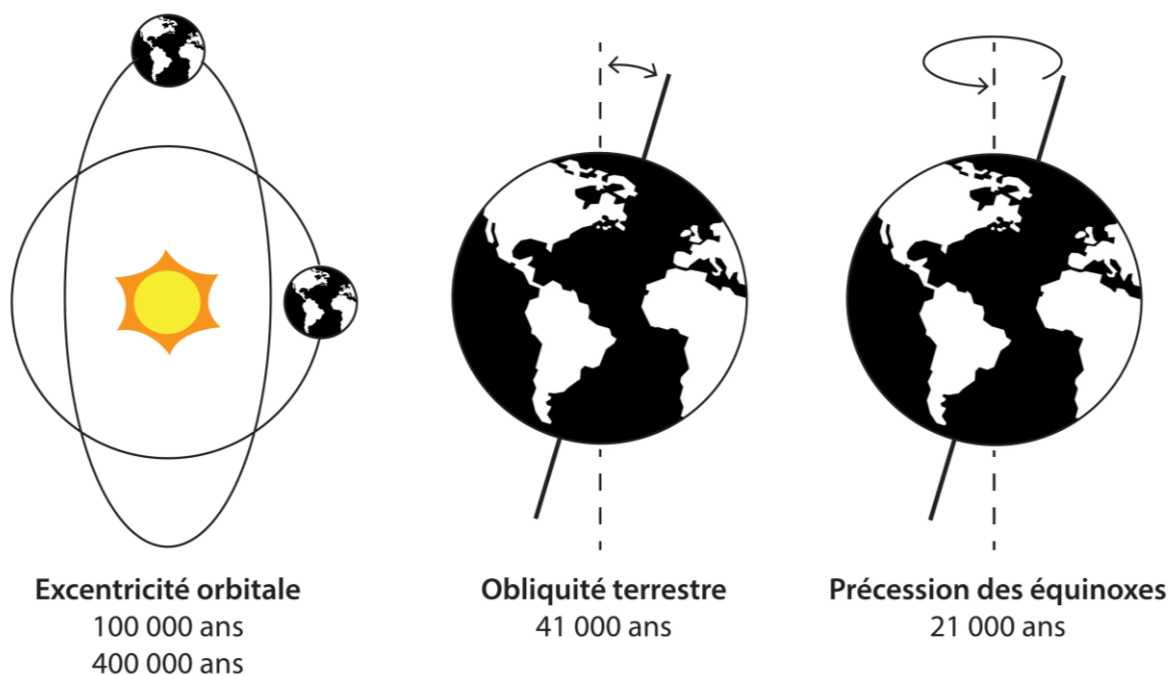 Excentricité orbitale
100 000 ans
400 000 ans
Obliquité terrestre
41 000 ans
Précession des équinoxes
21 000 ans